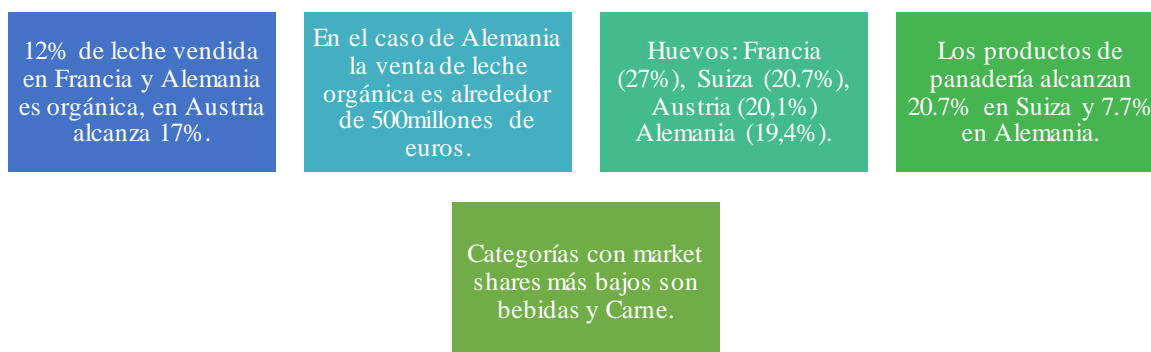 12% de leche vendida
en Francia y Alemania
es orgánica, en Austria
alcanza 17%.
En el caso de Alemania
la venta de leche
orgánica es alrededor
de 500millones de
euros.
Huevos: Francia
(27%), Suiza (20.7%),
Austria (20,1%)
Alemania (19,4%).
Los productos de
panadería alcanzan
20.7% en Suiza y 7.7%
en Alemania.
Categorías con market
shares más bajos son
bebidas y Carne.